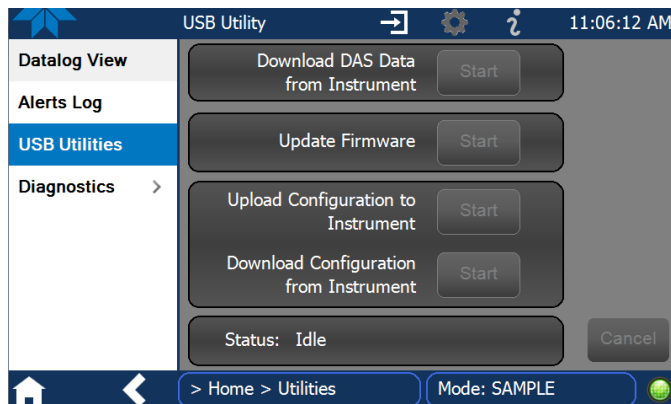 USB Utility
11:06:12 AM
Datalog View
Alerts Log
USB Utilities
Diagnostics >
Download DAS Data
from Instrument
Start
Update Firmware
Start
Upload Configuration to
Instrument
Start
Download Configuration
from Instrument
Start
Status: Idle
Cancel
> Home > Utilities
Mode: SAMPLE